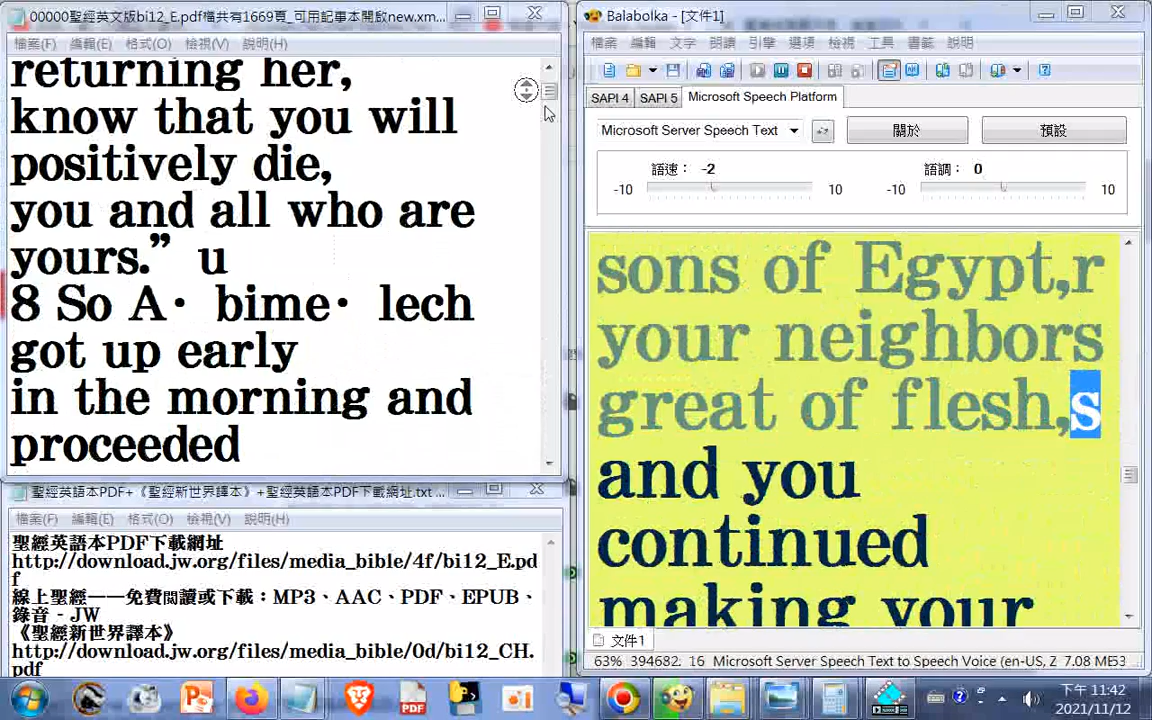 00000聖經英文版bi12_E.pdf檔共有1669頁_可用記事本開啟new.xm...
檔案(F) 編輯(E) 格式(O) 檢視(V) 說明(H)
returning her,
know that you will
positively die,
you and all who are
yours.” u
8 So A· bime· lech
got up early
in the morning and
proceeded
聖經英語本PDF+《聖經新世界譯本》+聖經英語本PDF下載網址.txt ...
檔案(F) 編輯(E) 格式(O) 檢視(V) 說明(H)
聖經英語本PDF下載網址
http://download.jw.org/files/media_bible/4f/bi12_E.pd
f
線上聖經──免費閱讀或下載：MP3、AAC、PDF、EPUB、
錄音 - JW
《聖經新世界譯本》
http://download.jw.org/files/media_bible/0d/bi12_CH.
pdf
Balabolka - [文件1]
檔案 編輯 文字 朗讀 引擎 選項 檢視 工具 書籤 說明
SAPI 4 SAPI 5 Microsoft Speech Platform
Microsoft Server Speech Text 關於 預設
語速： -2 語調： 0
-10 10 -10 10
sons of Egypt,r
your neighbors
great of flesh,s
and you
continued
making your
文件1
63% 394682: 16 Microsoft Server Speech Text to Speech Voice (en-US, Z 7.08 ME53
下午 11:42
2021/11/12